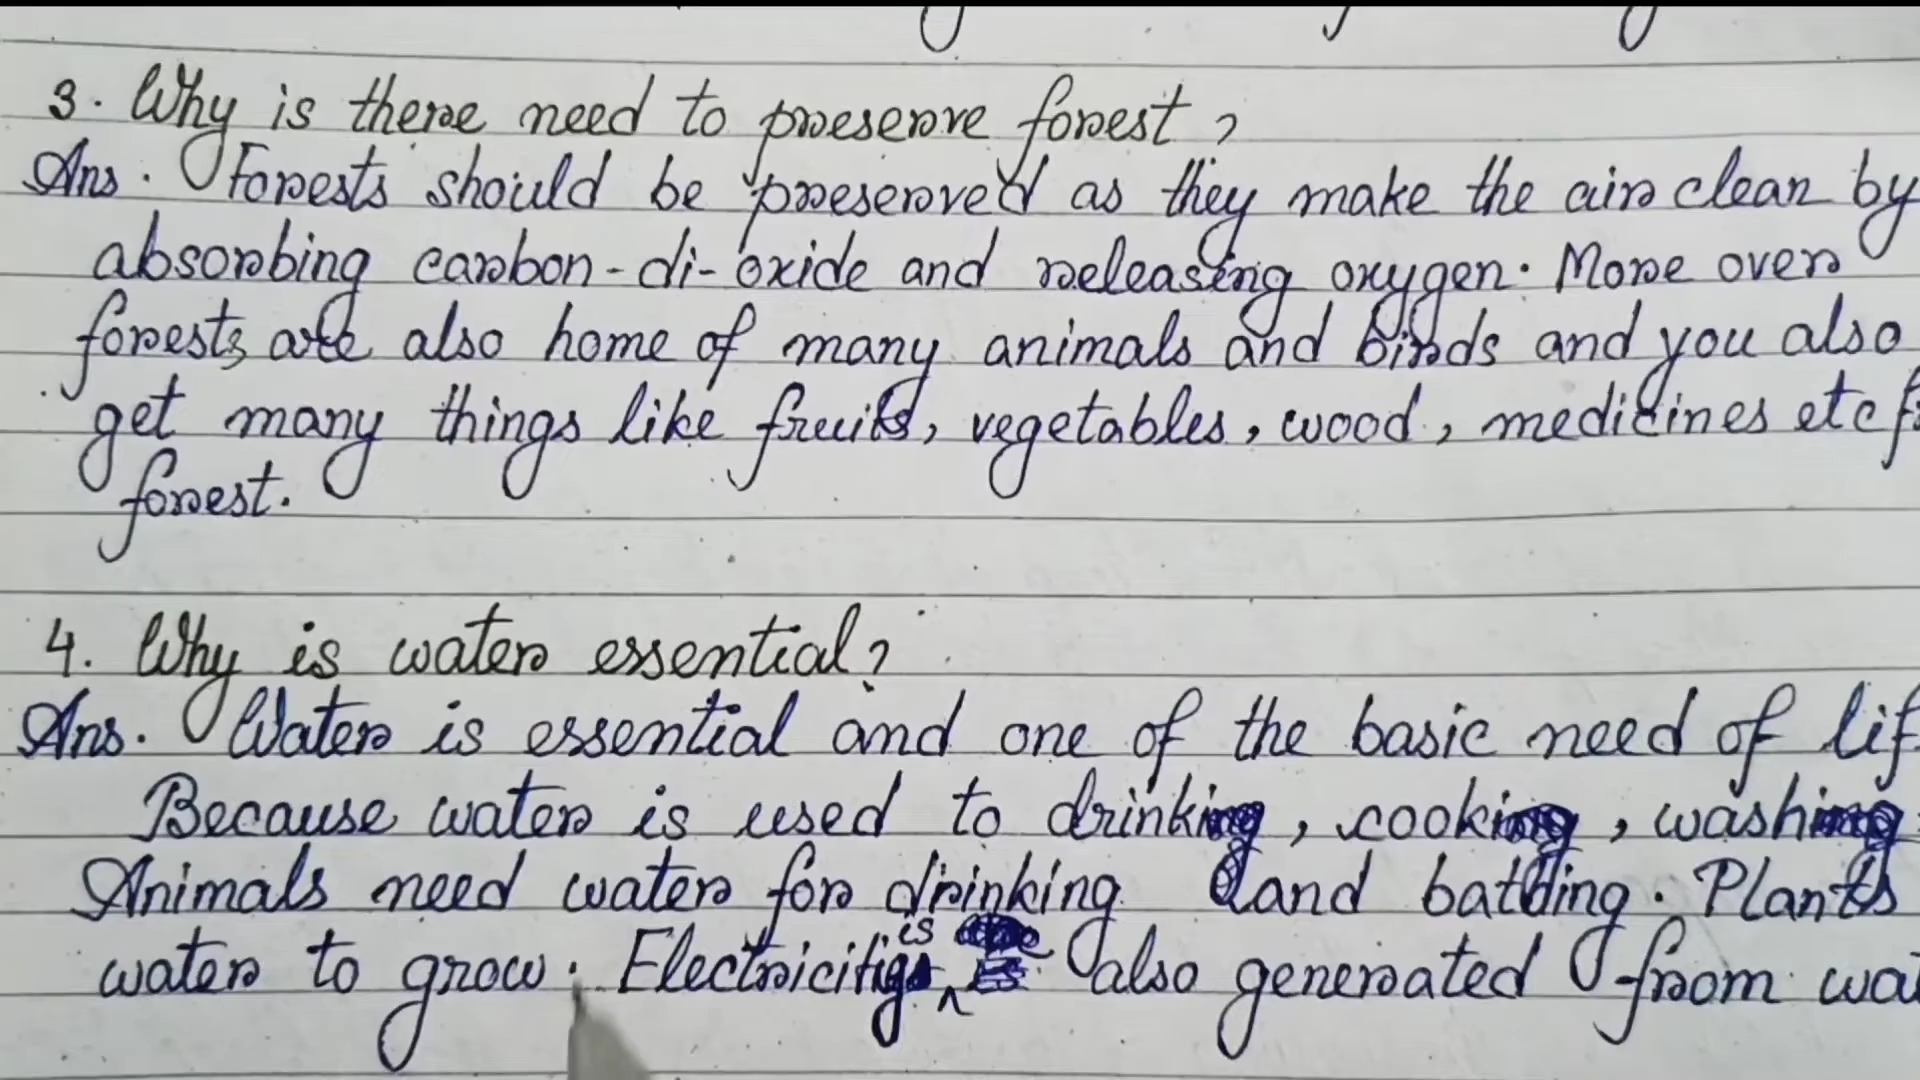 3. Why is there need to preserve forest ?
Ans. Forests should be preserved as they make the air clean by
absorbing carbon-di-oxide and releasing oxygen. More over
forests are also home of many animals and birds and you also
get many things like fruits, vegetables, wood, medicines etc
forest.
4. Why is water essential?
Ans. Water is essential and one of the basic need of
Because water is used to drinking, cooking, washing
Animals need water for drinking and bathing. Plants
water to grow. Electricity is also generated from